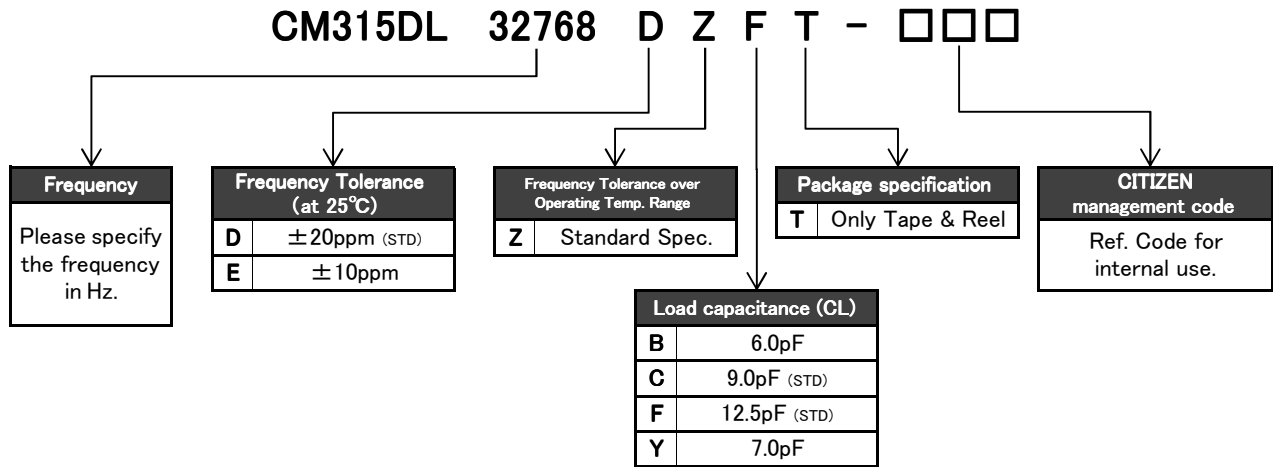 CM315DL 32768 D Z F T - □□□
Frequency
Please specify
the frequency
in Hz.
Frequency Tolerance
(at 25℃)
D ±20ppm (STD)
E ±10ppm
Frequency Tolerance over
Operating Temp. Range
Z Standard Spec.
Package specification
T Only Tape & Reel
CITIZEN
management code
Ref. Code for
internal use.
Load capacitance (CL)
B 6.0pF
C 9.0pF (STD)
F 12.5pF (STD)
Y 7.0pF